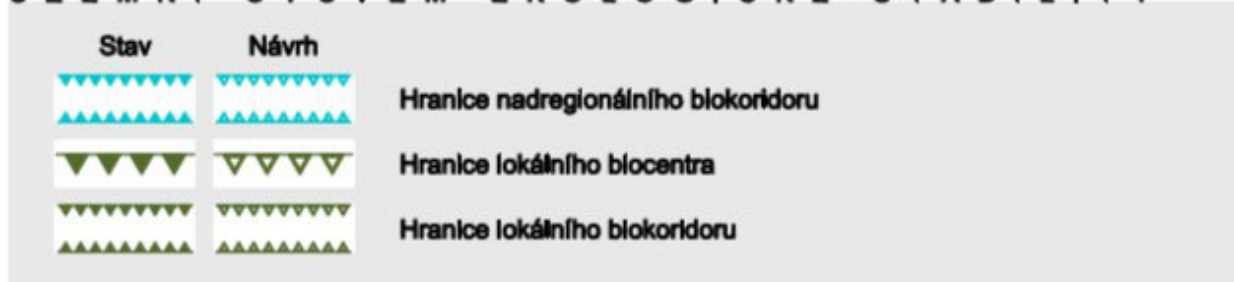 Stav Návrh
Hranice nadregionálního biokoridoru
Hranice lokálního biocentra
Hranice lokálního biokoridoru